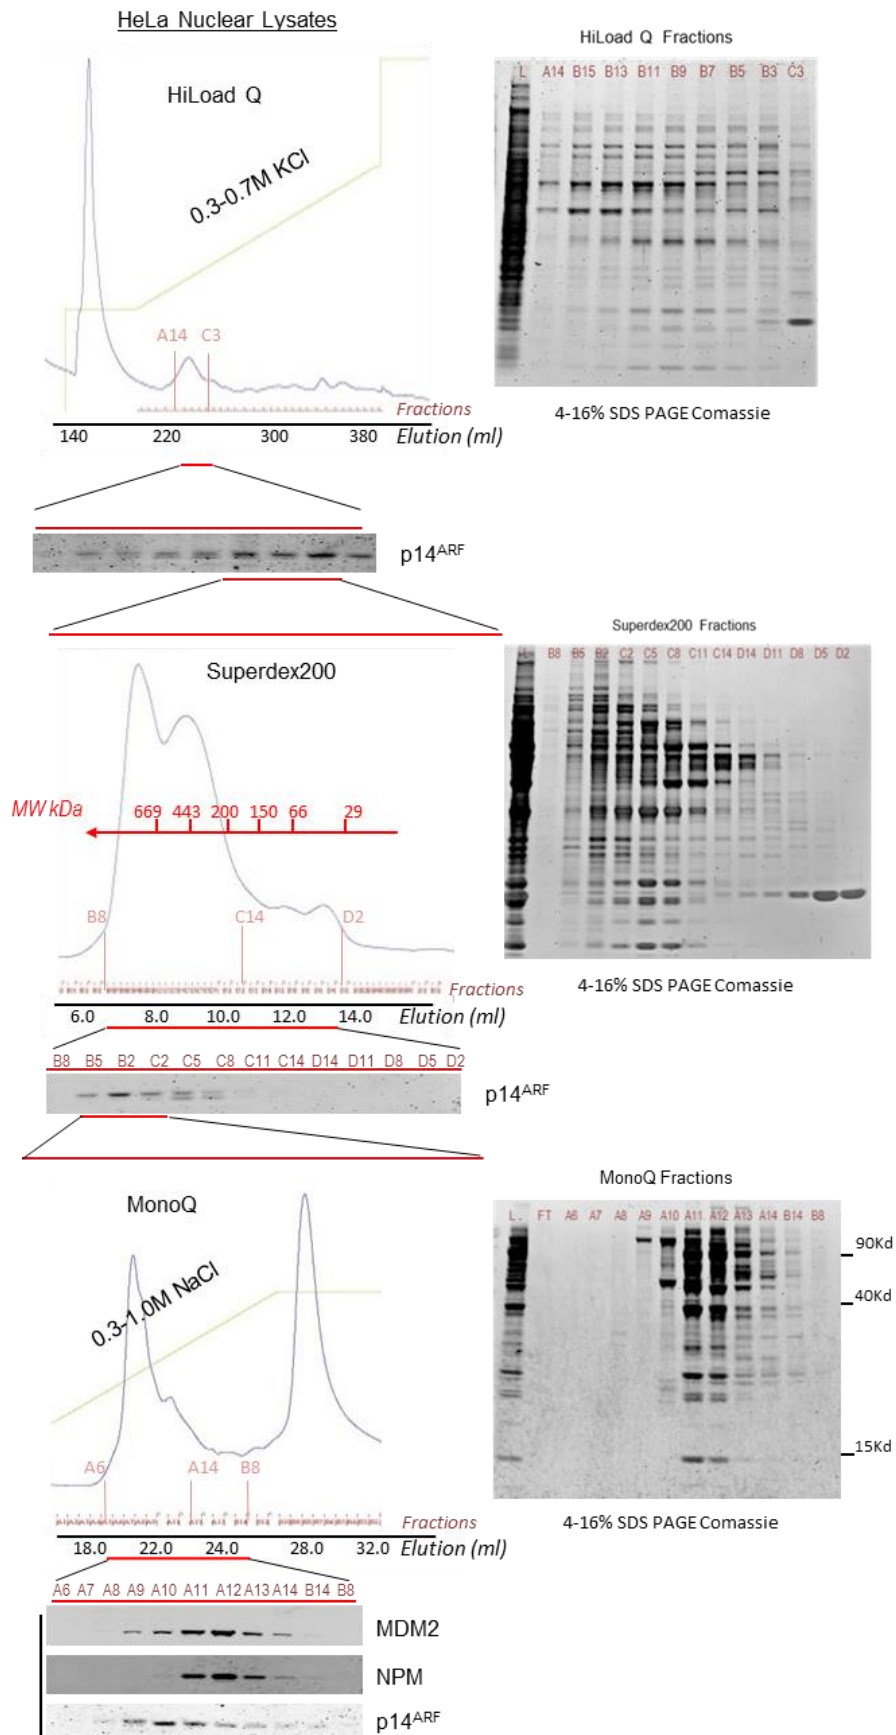 HeLa Nuclear Lysates
HiLoad Q
0.3-0.7M KCl
A14 C3
Fractions
140 220 300 380 Elution (ml)
HiLoad Q Fractions
L A14 B15 B13 B11 B9 B7 B5 B3 C3
4-16% SDS PAGE Comassie
p14ARF
Superdex200
MW kDa
669 443 200 150 66 29
B8 C14 D2
Fractions
6.0 8.0 10.0 12.0 14.0 Elution (ml)
Superdex200 Fractions
B8 B5 B2 C2 C5 C8 C11 C14 D14 D11 D8 D5 D2
4-16% SDS PAGE Comassie
B8 B5 B2 C2 C5 C8 C11 C14 D14 D11 D8 D5 D2
p14ARF
MonoQ
0.3-1.0M NaCl
A6 A14 B8
Fractions
18.0 22.0 24.0 28.0 32.0 Elution (ml)
MonoQ Fractions
L FT A6 A7 A8 A9 A10 A11 A12 A13 A14 B14 B8
90Kd
40Kd
15Kd
4-16% SDS PAGE Comassie
A6 A7 A8 A9 A10 A11 A12 A13 A14 B14 B8
MDM2
NPM
p14ARF